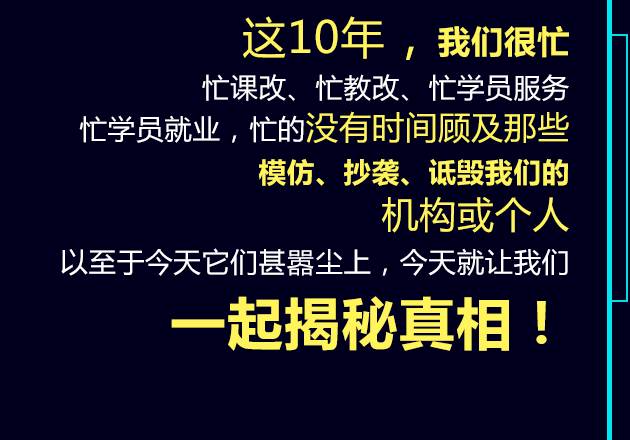 这10年，我们很忙
忙课改、忙教改、忙学员服务
忙学员就业，忙的没有时间顾及那些
模仿、抄袭、诋毁我们的
机构或个人
以至于今天它们甚嚣尘上，今天就让我们
一起揭秘真相！